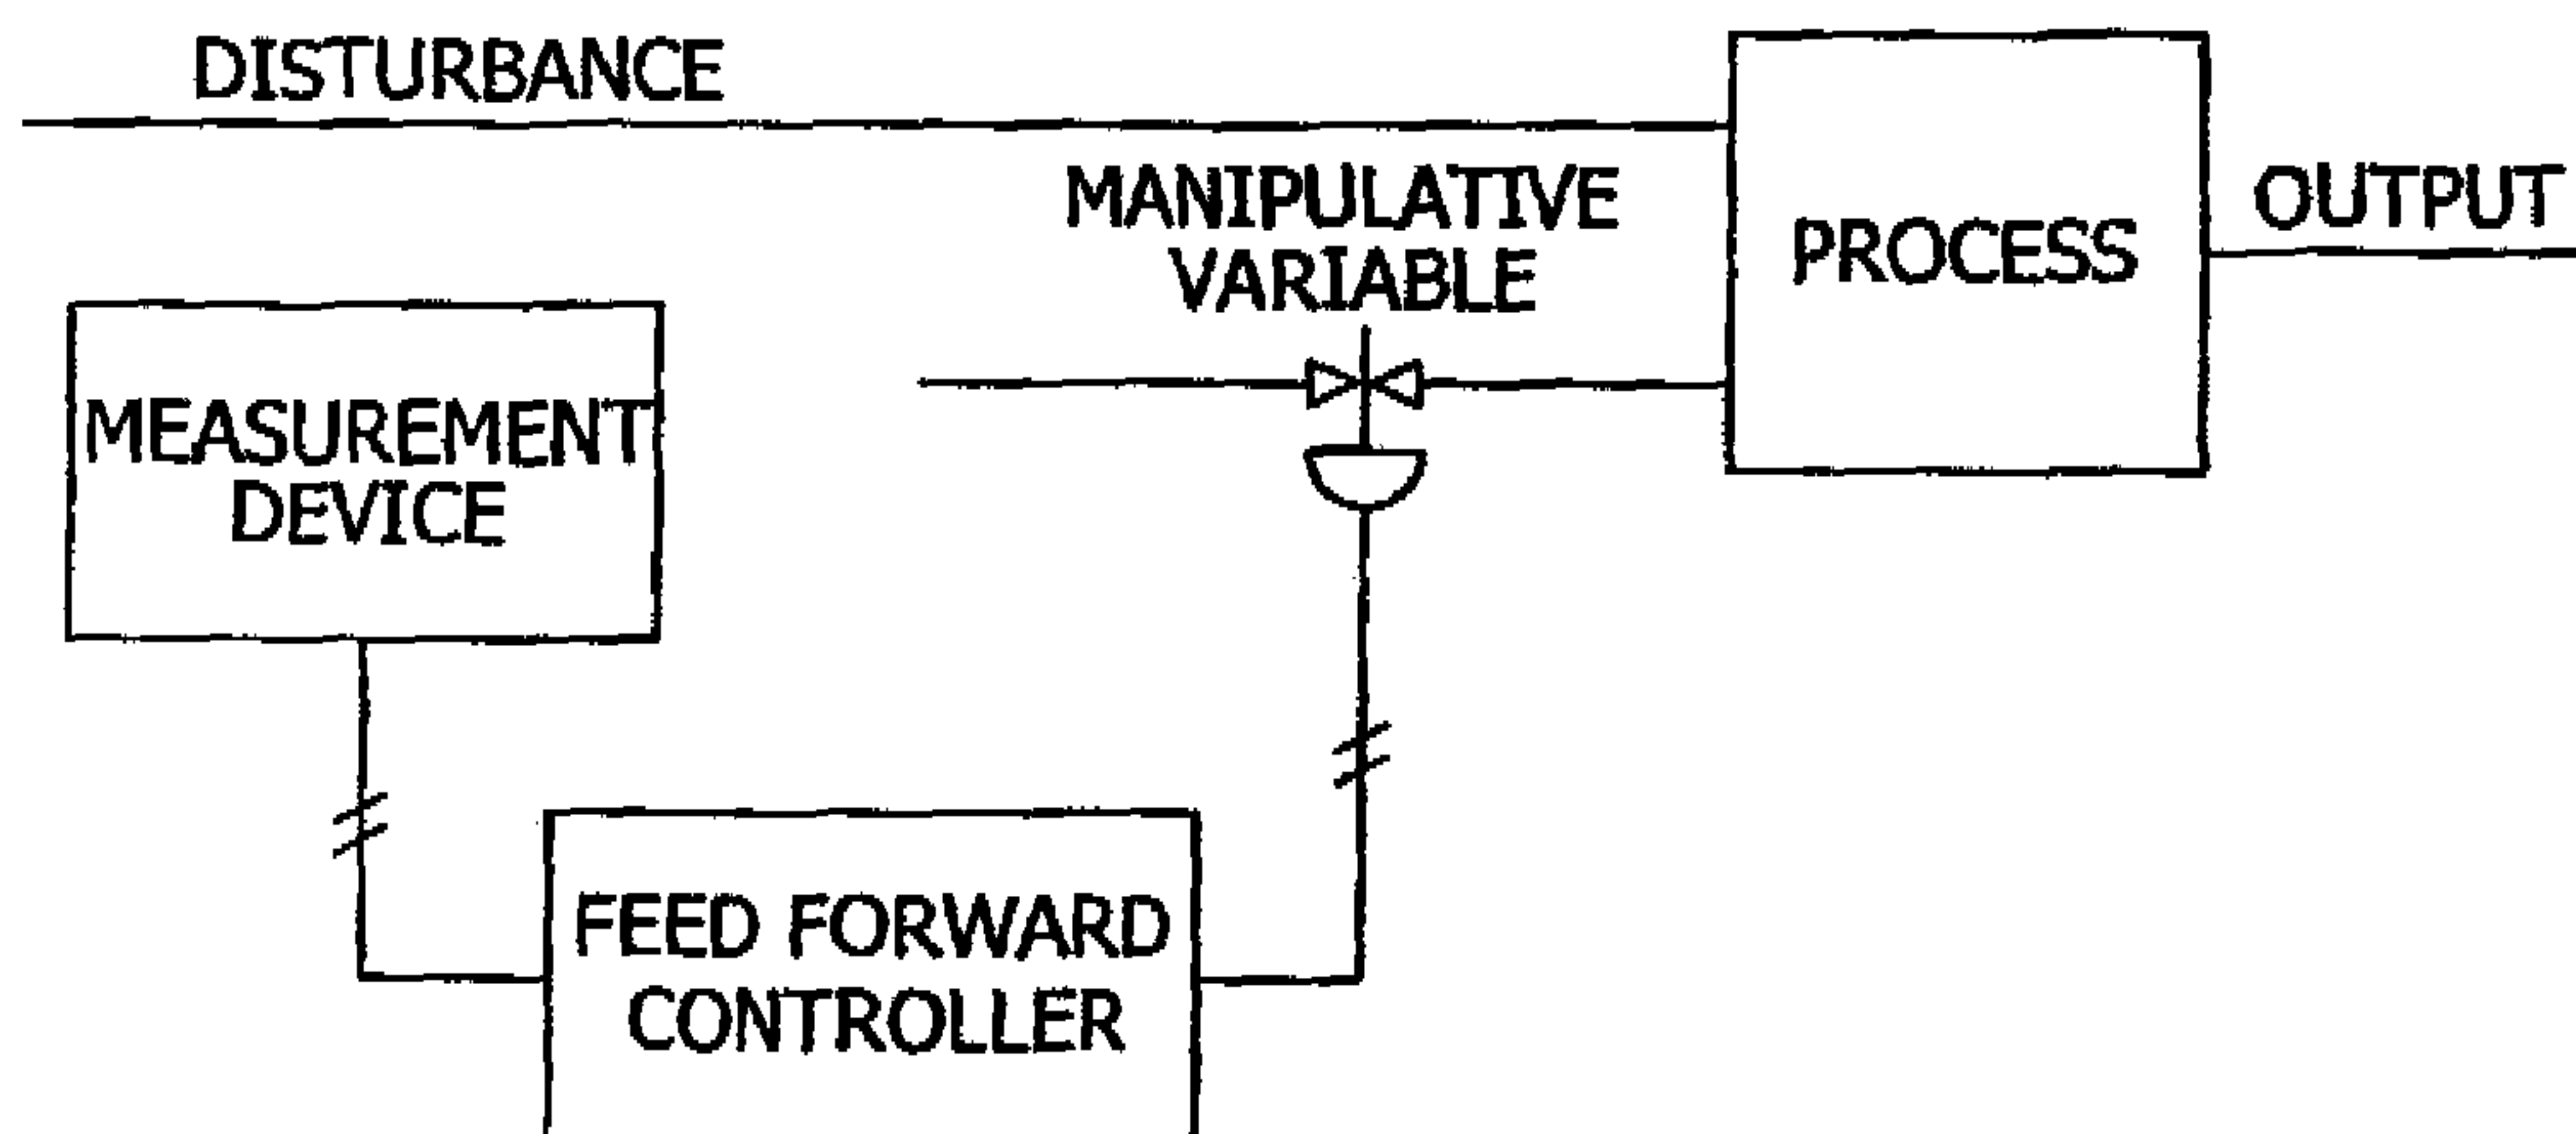 DISTURBANCE
MANIPULATIVE
VARIABLE
PROCESS
OUTPUT
MEASUREMENT
DEVICE
FEED FORWARD
CONTROLLER